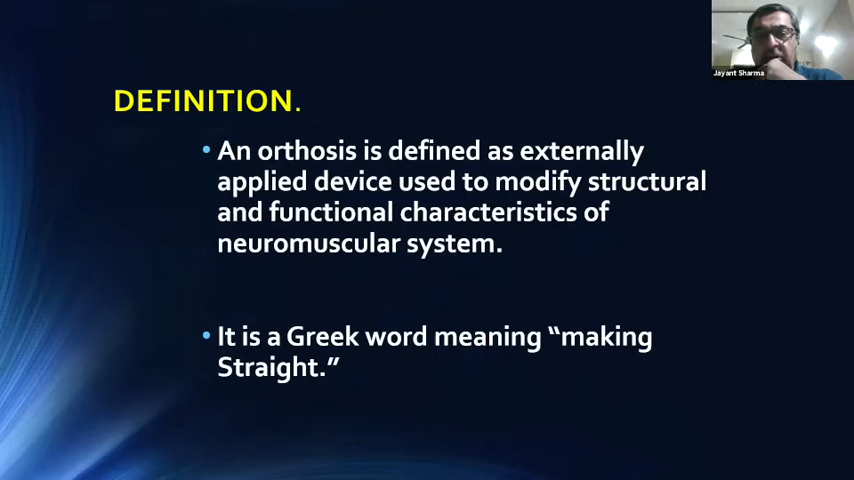 Jayant Sharma
DEFINITION.
• An orthosis is defined as externally
applied device used to modify structural
and functional characteristics of
neuromuscular system.
• It is a Greek word meaning “making
Straight.”